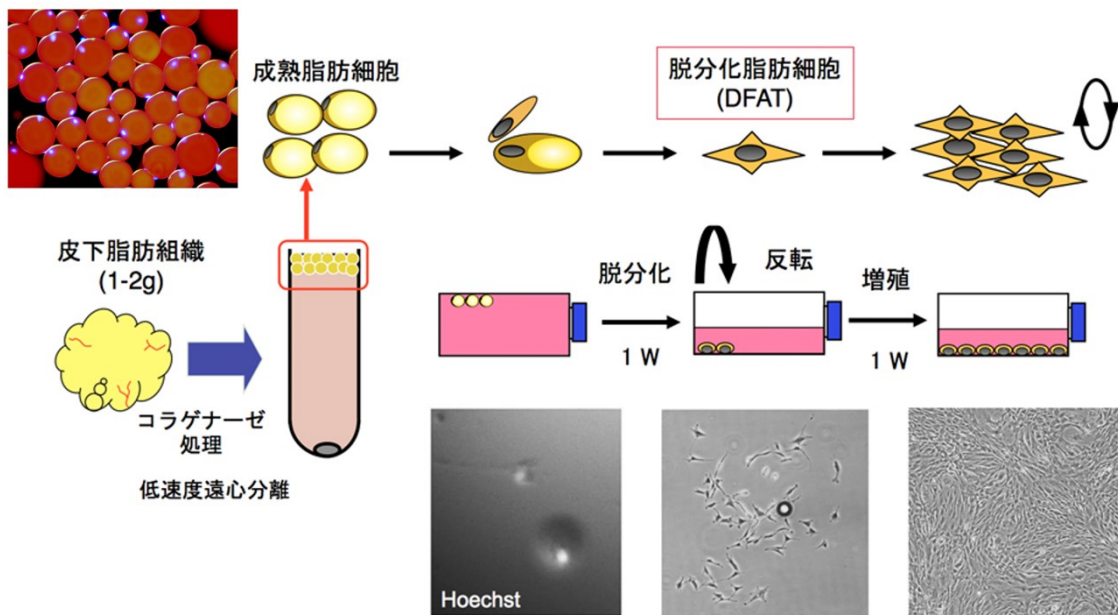 成熟脂肪細胞
脱分化脂肪細胞
(DFAT)
皮下脂肪組織
(1-2g)
コラゲナーゼ
処理
低速度遠心分離
脱分化
1 W
反転
増殖
1 W
Hoechst